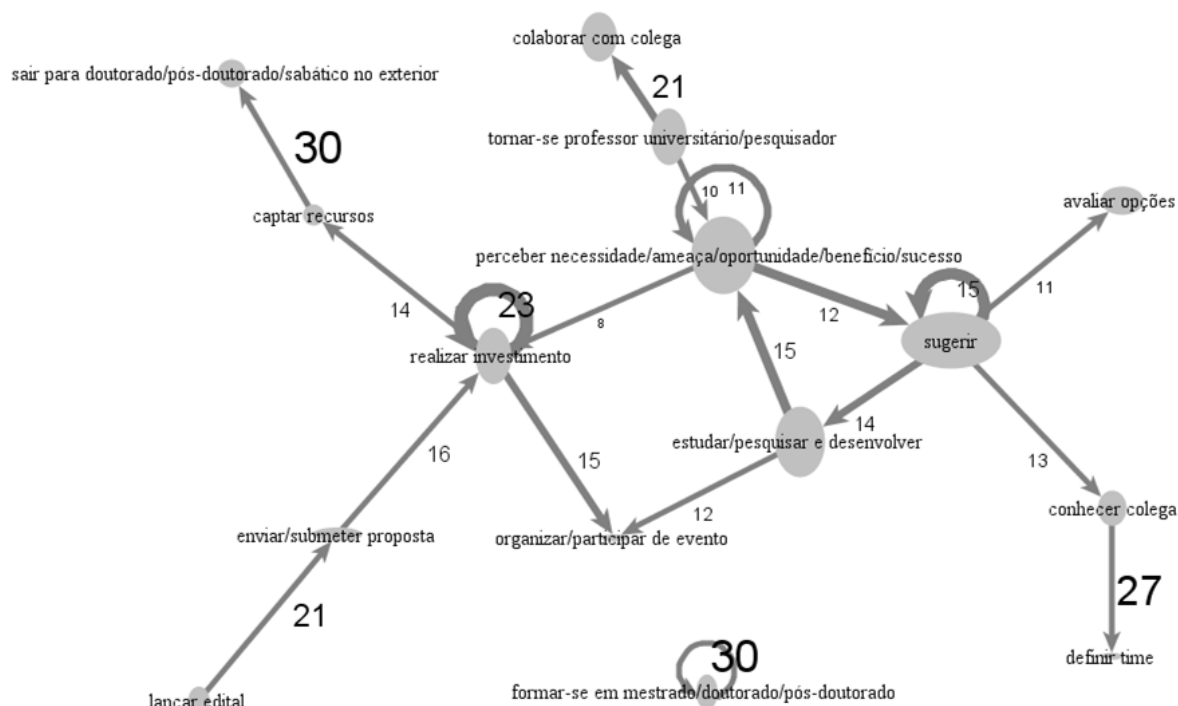 colaborar com colega
sair para doutorado/pós-doutorado/sabático no exterior
21
tornar-se professor universitário/pesquisador
30
10
11
avaliar opções
captar recursos
perceber necessidade/ameaça/oportunidade/benefício/sucesso
11
15
23
14
12
8
sugerir
realizar investimento
15
14
estudar/pesquisar e desenvolver
16
15
13
12
conhecer colega
enviar/submeter proposta
organizar/participar de evento
27
21
30
definir time
formar-se em mestrado/doutorado/pós-doutorado
lançar edital